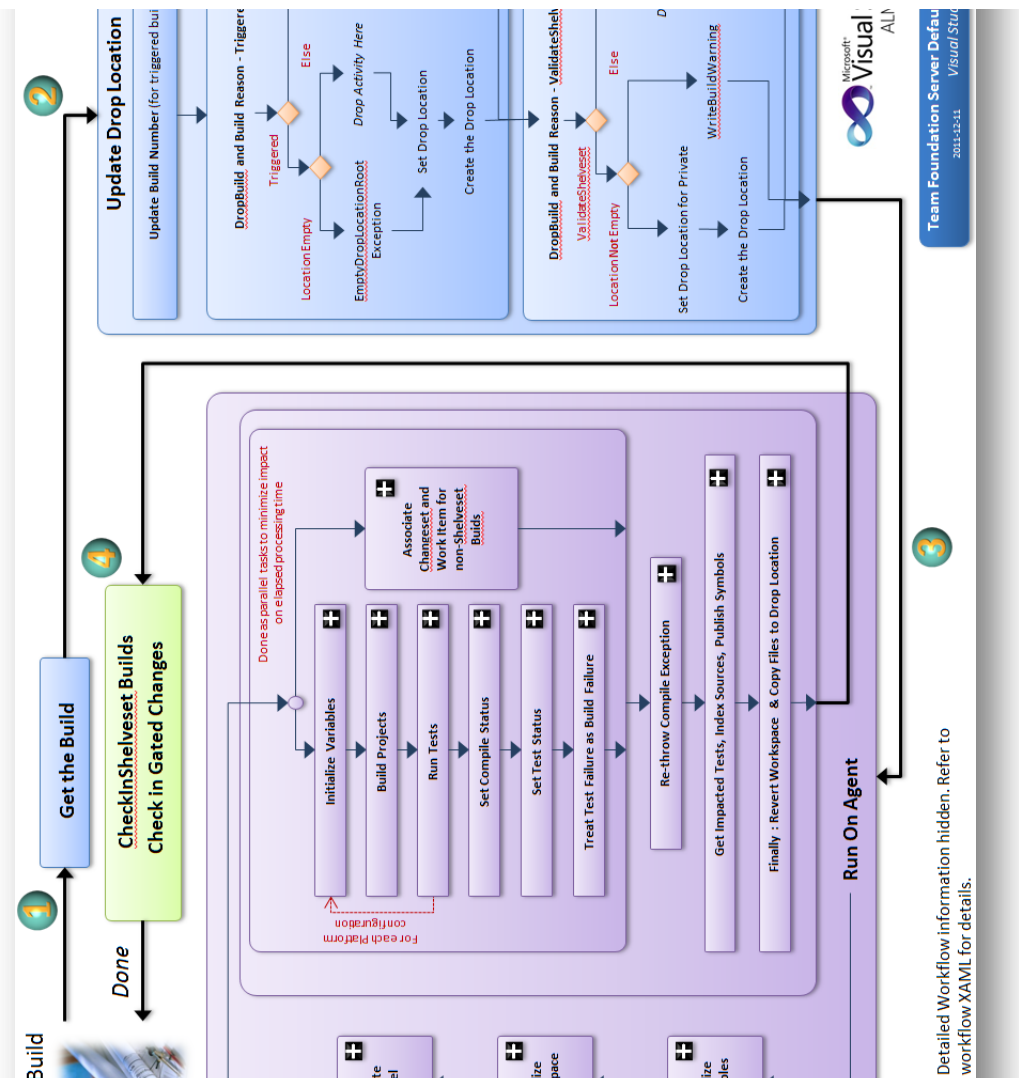 Build
1
Get the Build
2
Update Drop Location
Update Build Number (for triggered
DropBuild and Build Reason - Triggere
Triggered
Else
Location Empty
Drop Activity Here
EmptyDropLocationRoot
Exception
Set Drop Location
Create the Drop Location
DropBuild and Build Reason - ValidateShel
ValidateShelveset
Else
Location Not Empty
WriteBuildWarning
Set Drop Location for Private
Create the Drop Location
3
Run On Agent
Done as parallel tasks to minimize impact
on elapsed processing time
Initialize Variables
Build Projects
Run Tests
For each Platform
configuration
Set Compile Status
Set Test Status
Treat Test Failure as Build Failure
Associate
Changeset and
Work Item for
non-Shelveset
Buids
Re-throw Compile Exception
Get Impacted Tests, Index Sources, Publish Symbols
Finally : Revert Workspace & Copy Files to Drop Location
4
CheckInShelveset Builds
Check in Gated Changes
Done
Detailed Workflow information hidden. Refer to
workflow XAML for details.
Microsoft®
Visual
ALM
Team Foundation Server Defau
Visual Stud
2011-12-11